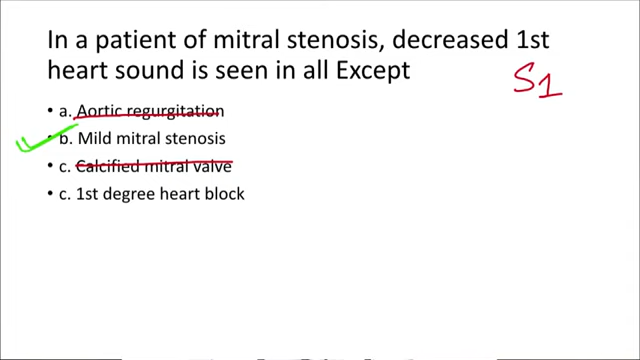 In a patient of mitral stenosis, decreased 1st
heart sound is seen in all Except
S1
• a. Aortic regurgitation
• b. Mild mitral stenosis
• c. Calcified mitral valve
• c. 1st degree heart block